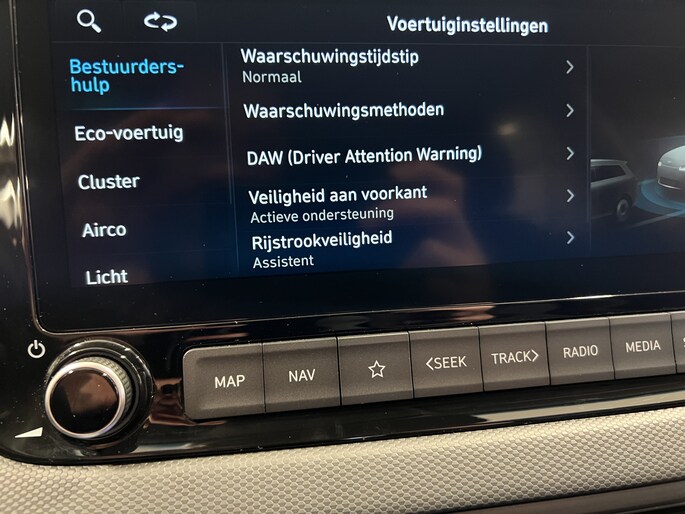 Voertuiginstellingen
Bestuurders-
hulp
Eco-voertuig
Cluster
Airco
Licht
Waarschuwingstijdstip
Normaal
Waarschuwingsmethoden
DAW (Driver Attention Warning)
Veiligheid aan voorkant
Actieve ondersteuning
Rijstrookveiligheid
Assistent
MAP
NAV
<SEEK
TRACK>
RADIO
MEDIA